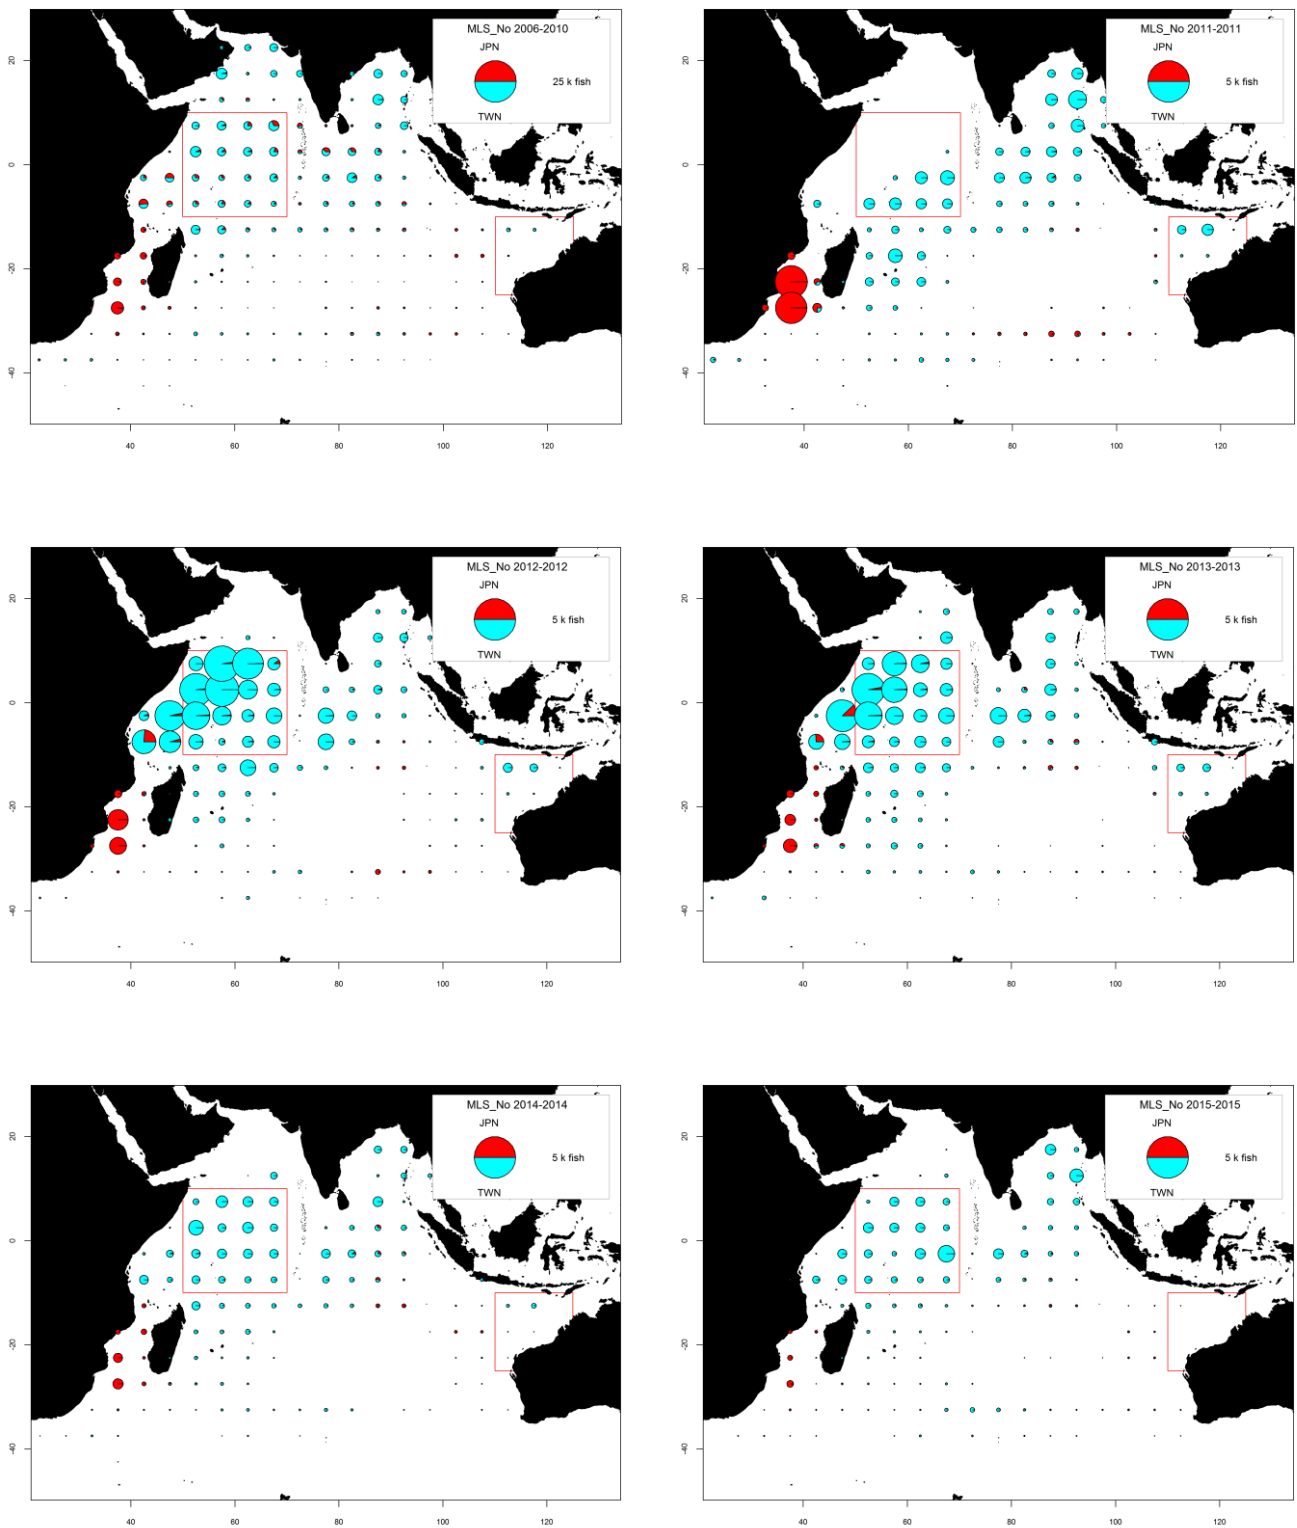 MLS_No 2006-2010
JPN
25 k fish
TWN
20
0
-20
-40
40 60 80 100 120
MLS_No 2011-2011
JPN
5 k fish
TWN
20
0
-20
-40
40 60 80 100 120
MLS_No 2012-2012
JPN
5 k fish
TWN
20
0
-20
-40
40 60 80 100 120
MLS_No 2013-2013
JPN
5 k fish
TWN
20
0
-20
-40
40 60 80 100 120
MLS_No 2014-2014
JPN
5 k fish
TWN
20
0
-20
-40
40 60 80 100 120
MLS_No 2015-2015
JPN
5 k fish
TWN
20
0
-20
-40
40 60 80 100 120